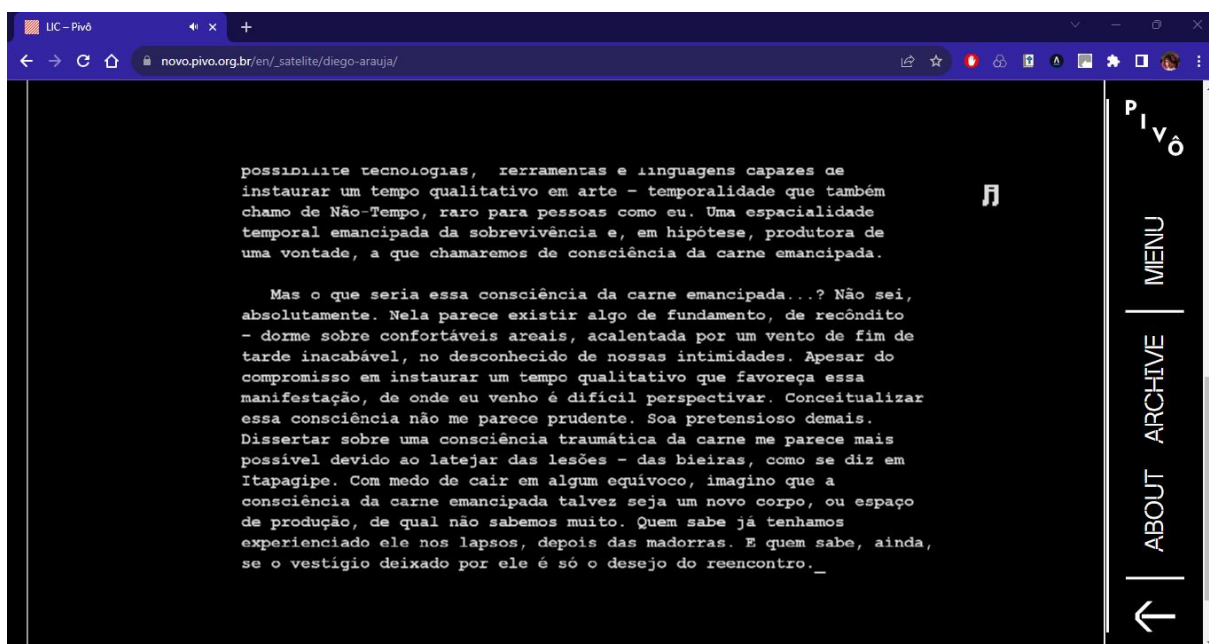 LIC – Pivô
novo.pivo.org.br/en/_satelite/diego-arauja/
PIVÔ
MENU
ARCHIVE
ABOUT
possibilite tecnologias, ferramentas e linguagens capazes de
instaurar um tempo qualitativo em arte – temporalidade que também
chamo de Não-Tempo, raro para pessoas como eu. Uma espacialidade
temporal emancipada da sobrevivência e, em hipótese, produtora de
uma vontade, a que chamaremos de consciência da carne emancipada.
Mas o que seria essa consciência da carne emancipada...? Não sei,
absolutamente. Nela parece existir algo de fundamento, de recôndito
– dorme sobre confortáveis areais, acalentada por um vento de fim de
tarde inacabável, no desconhecido de nossas intimidades. Apesar do
compromisso em instaurar um tempo qualitativo que favoreça essa
manifestação, de onde eu venho é difícil perspectivar. Conceitualizar
essa consciência não me parece prudente. Soa pretensioso demais.
Dissertar sobre uma consciência traumática da carne me parece mais
possível devido ao latejar das lesões – das bieiras, como se diz em
Itapagipe. Com medo de cair em algum equívoco, imagino que a
consciência da carne emancipada talvez seja um novo corpo, ou espaço
de produção, de qual não sabemos muito. Quem sabe já tenhamos
experienciado ele nos lapsos, depois das madorras. E quem sabe, ainda,
se o vestígio deixado por ele é só o desejo do reencontro._